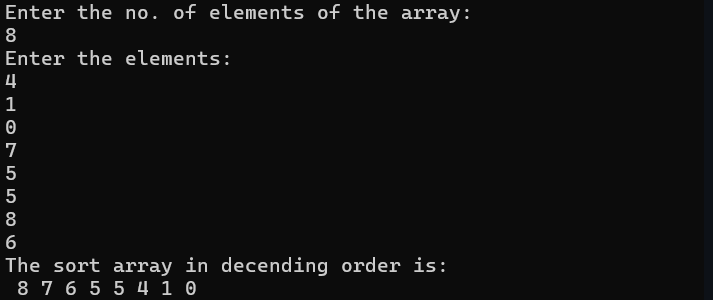 Enter the no. of elements of the array:
8
Enter the elements:
4
1
0
7
5
5
8
6
The sort array in decending order is:
8 7 6 5 5 4 1 0